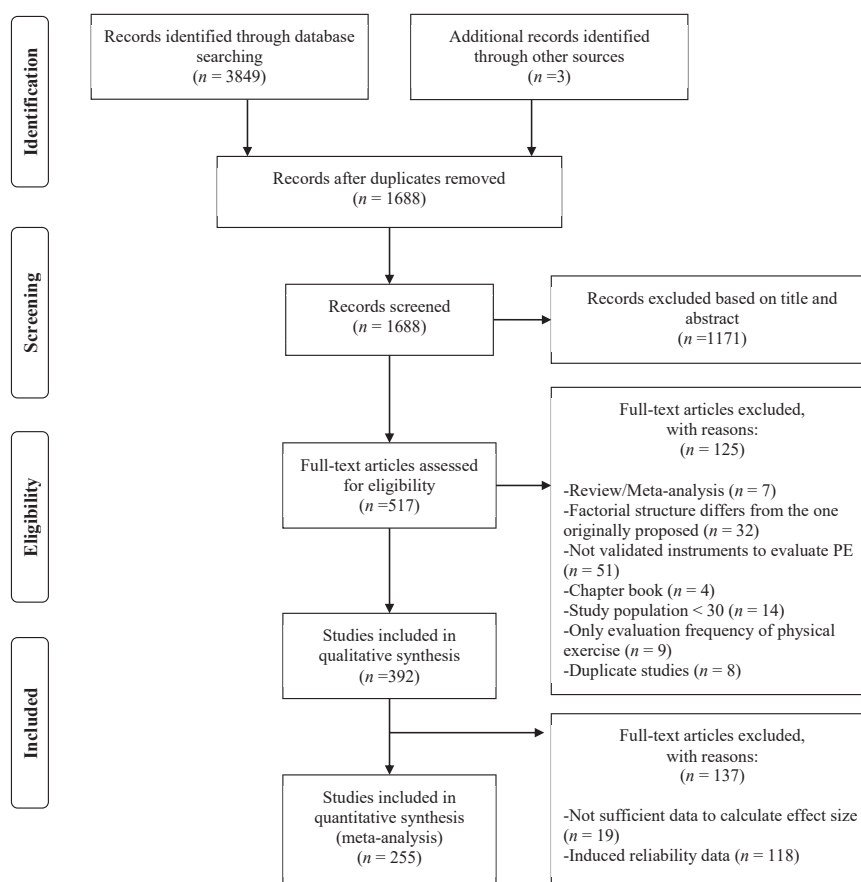 Identification
Records identified through database
searching
(n = 3849)
Additional records identified
through other sources
(n =3)
Records after duplicates removed
(n = 1688)
Screening
Records screened
(n = 1688)
Records excluded based on title and
abstract
(n =1171)
Eligibility
Full-text articles assessed
for eligibility
(n =517)
Full-text articles excluded,
with reasons:
(n = 125)
-Review/Meta-analysis (n = 7)
-Factorial structure differs from the one
originally proposed (n = 32)
-Not validated instruments to evaluate PE
(n = 51)
-Chapter book (n = 4)
-Study population < 30 (n = 14)
-Only evaluation frequency of physical
exercise (n = 9)
-Duplicate studies (n = 8)
Included
Studies included in
qualitative synthesis
(n =392)
Full-text articles excluded,
with reasons:
(n = 137)
-Not sufficient data to calculate effect size
(n = 19)
-Induced reliability data (n = 118)
Studies included in
quantitative synthesis
(meta-analysis)
(n = 255)